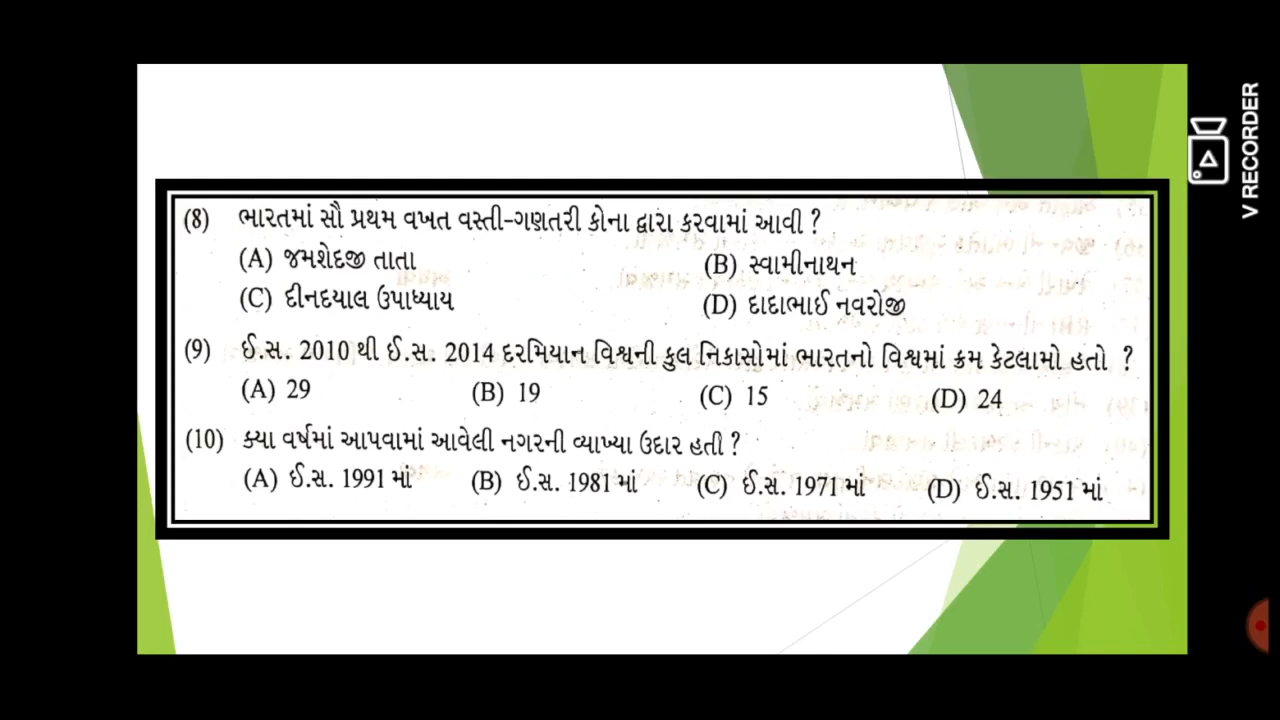 (8) ભારતમાં સૌ પ્રથમ વખત વસ્તી-ગણતરી કોના દ્વારા કરવામાં આવી ?
(A) જમશેદજી તાતા (B) સ્વામીનાથન
(C) દીનદયાલ ઉપાધ્યાય (D) દાદાભાઈ નવરોજી
(9) ઈ.સ. 2010 થી ઈ.સ. 2014 દરમિયાન વિશ્વની કુલ નિકાસોમાં ભારતનો વિશ્વમાં ક્રમ કેટલામો હતો ?
(A) 29 (B) 19 (C) 15 (D) 24
(10) ક્યા વર્ષમાં આપવામાં આવેલી નગરની વ્યાખ્યા ઉદાર હતી ?
(A) ઈ.સ. 1991 માં (B) ઈ.સ. 1981 માં (C) ઈ.સ. 1971 માં (D) ઈ.સ. 1951 માં
V RECORDER